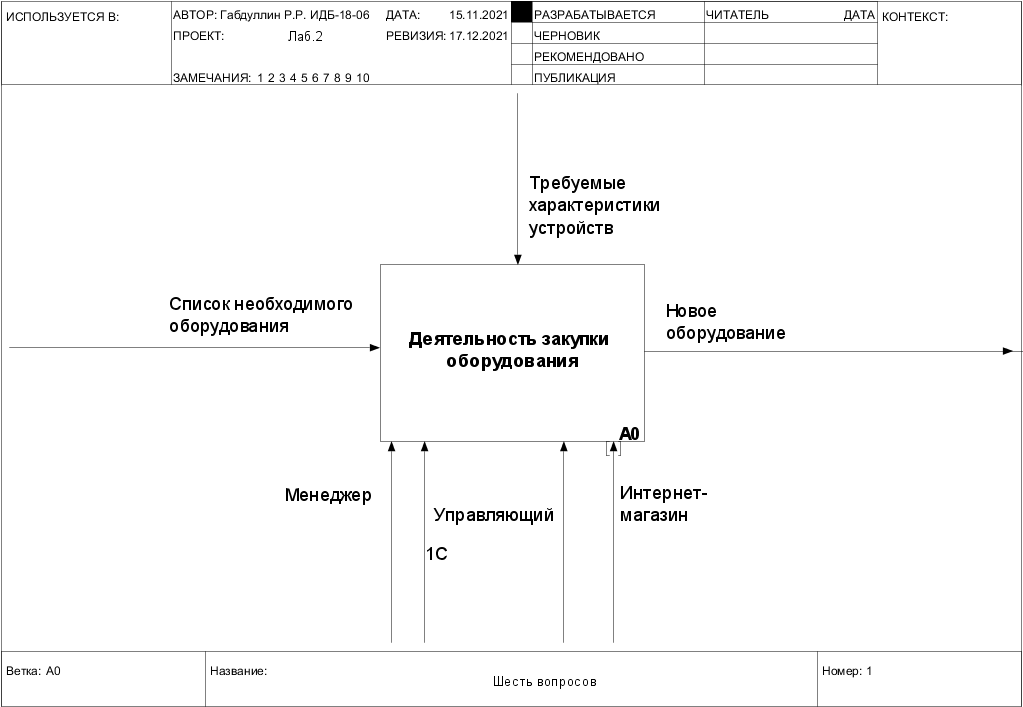 ИСПОЛЬЗУЕТСЯ В:
АВТОР: Габдуллин Р.Р. ИДБ-18-06
ДАТА: 15.11.2021
РАЗРАБАТЫВАЕТСЯ
ЧИТАТЕЛЬ
ДАТА
КОНТЕКСТ:
ПРОЕКТ: Лаб.2
РЕВИЗИЯ: 17.12.2021
ЧЕРНОВИК
РЕКОМЕНДОВАНО
ЗАМЕЧАНИЯ: 1 2 3 4 5 6 7 8 9 10
ПУБЛИКАЦИЯ
Требуемые
характеристики
устройств
Список необходимого
оборудования
Деятельность закупки
оборудования
A0
Новое
оборудование
Менеджер
1С
Управляющий
Интернет-
магазин
Ветка: A0
Название:
Шесть вопросов
Номер: 1